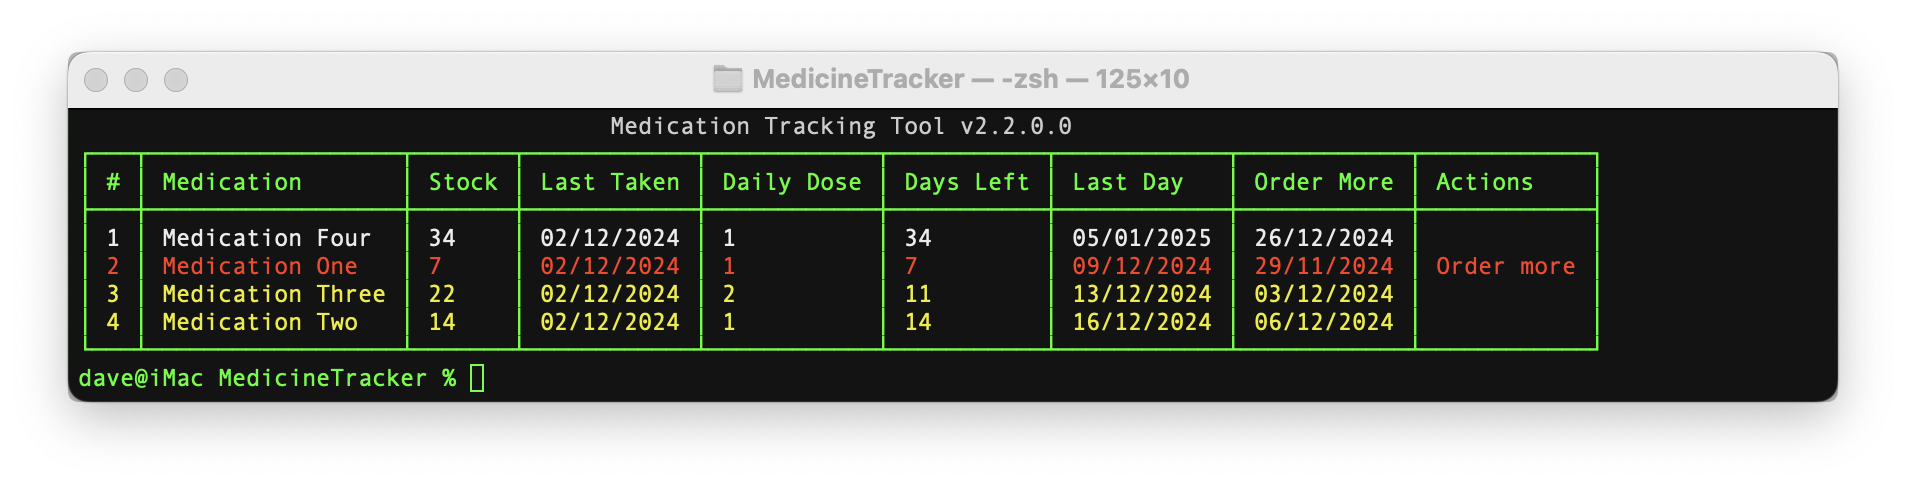 MedicineTracker — -zsh — 125×10
Medication Tracking Tool v2.2.0.0
# Medication Stock Last Taken Daily Dose Days Left Last Day Order More Actions
1 Medication Four 34 02/12/2024 1 34 05/01/2025 26/12/2024
2 Medication One 7 02/12/2024 1 7 09/12/2024 29/11/2024 Order more
3 Medication Three 22 02/12/2024 2 11 13/12/2024 03/12/2024
4 Medication Two 14 02/12/2024 1 14 16/12/2024 06/12/2024
dave@iMac MedicineTracker %